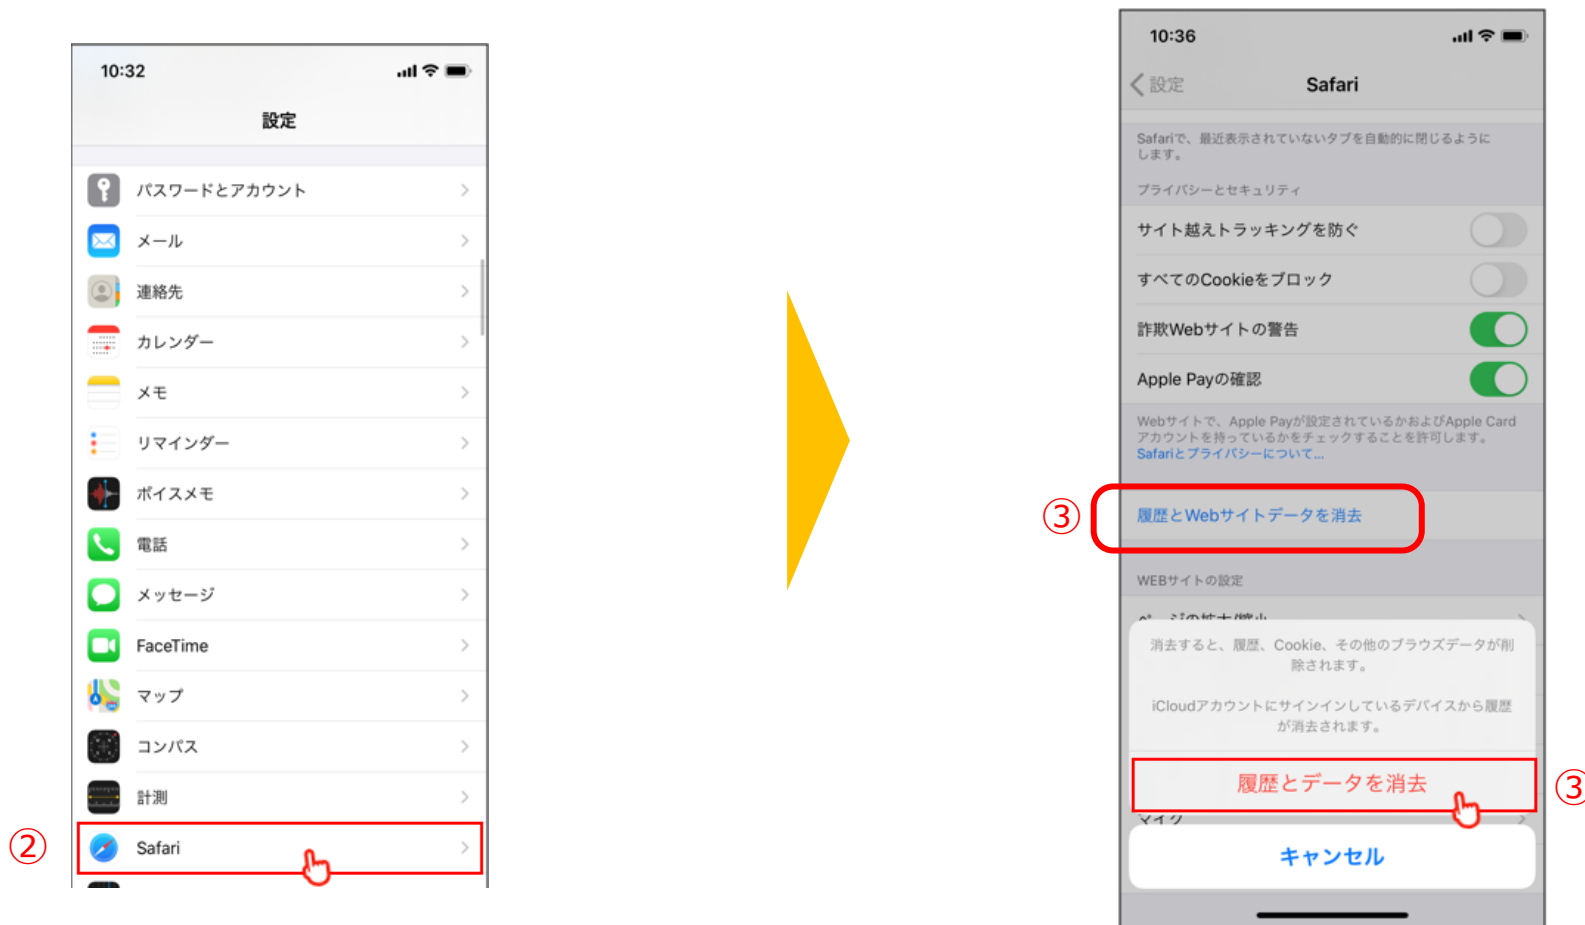 10:32
設定
パスワードとアカウント
メール
連絡先
カレンダー
メモ
リマインダー
ボイスメモ
電話
メッセージ
FaceTime
マップ
コンパス
計測
②
Safari
10:36
設定
Safari
Safariで、最近表示されていないタブを自動的に閉じるように
します。
プライバシーとセキュリティ
サイト越えトラッキングを防ぐ
すべてのCookieをブロック
詐欺Webサイトの警告
Apple Payの確認
Webサイトで、Apple Payが設定されているかおよびApple Card
アカウントを持っているかをチェックすることを許可します。
Safariとプライバシーについて...
③
履歴とWebサイトデータを消去
WEBサイトの設定
ページの拡大/縮小
消去すると、履歴、Cookie、その他のブラウズデータが削
除されます。
iCloudアカウントにサインインしているデバイスから履歴
が消去されます。
履歴とデータを消去
③
マイク
キャンセル